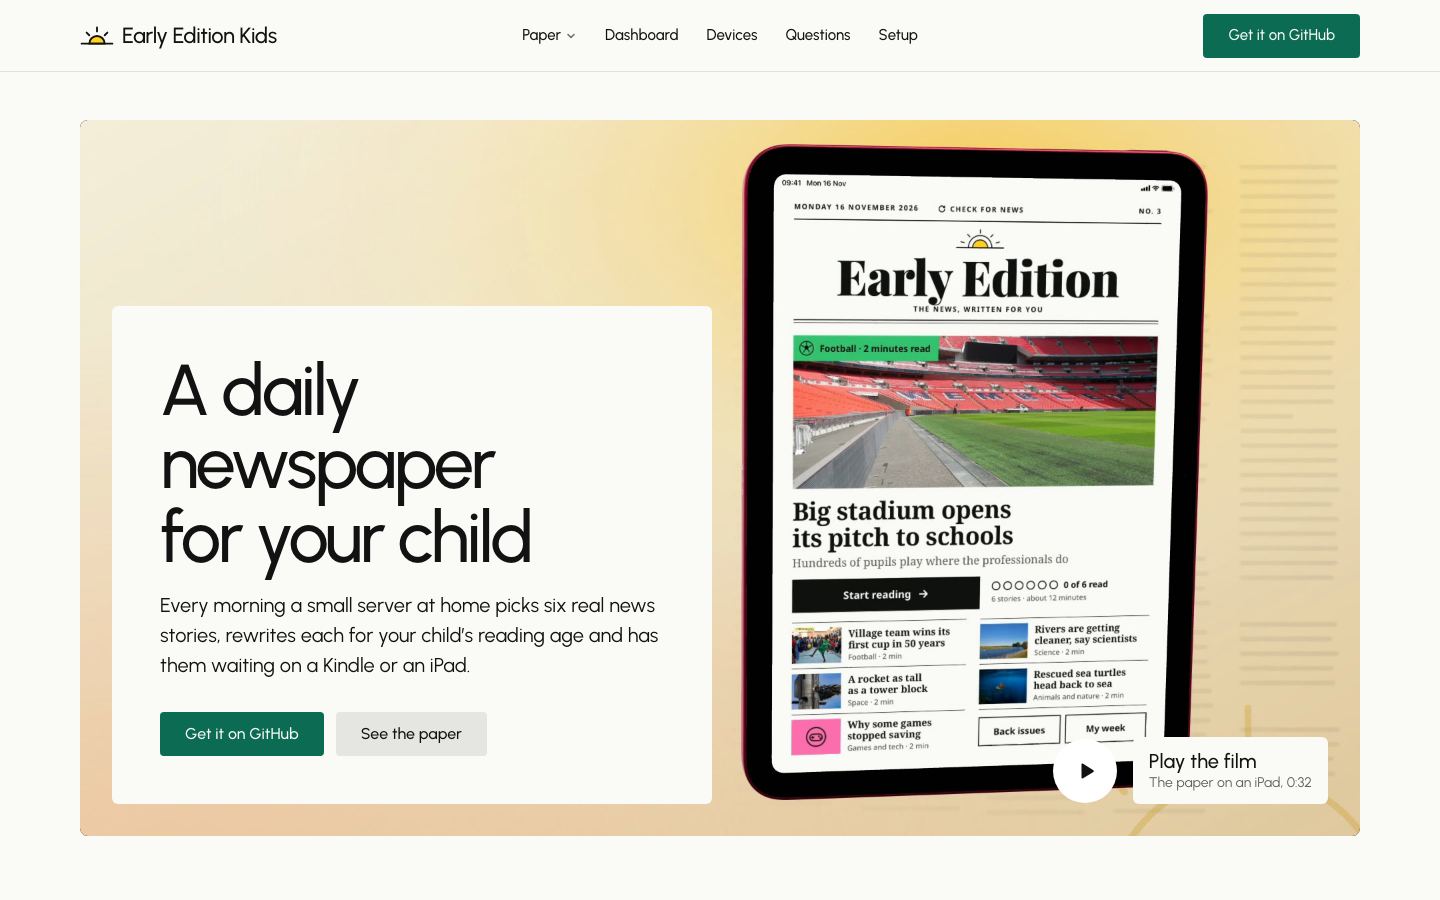 Early Edition Kids
Paper
Dashboard
Devices
Questions
Setup
Get it on GitHub
A daily
newspaper
for your child
Every morning a small server at home picks six real news
stories, rewrites each for your child’s reading age and has
them waiting on a Kindle or an iPad.
Get it on GitHub
See the paper
09:41 Mon 16 Nov
MONDAY 16 NOVEMBER 2026
CHECK FOR NEWS
NO. 3
Early Edition
THE NEWS, WRITTEN FOR YOU
Football · 2 minutes read
Big stadium opens
its pitch to schools
Hundreds of pupils play where the professionals do
Start reading →
0 of 6 read
6 stories · about 12 minutes
Village team wins its
first cup in 50 years
Football · 2 min
Rivers are getting
cleaner, say scientists
Science · 2 min
A rocket as tall
as a tower block
Space · 2 min
Rescued sea turtles
head back to sea
Animals and nature · 2 min
Why some games
stopped saving
Games and tech · 2 min
Back issues
My week
Play the film
The paper on an iPad, 0:32